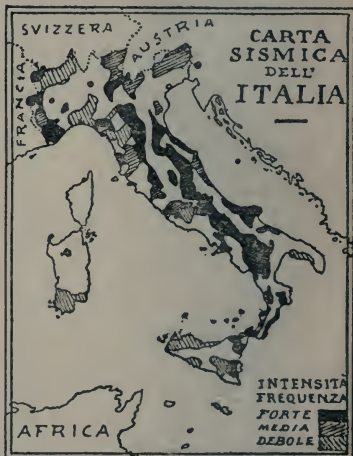 SVIZZERA
AUSTRIA
FRANCIA
CARTA
SISMICA
DELL'
ITALIA
AFRICA
INTENSITÀ
FREQUENZA
FORTE
MEDIA
DEBOLE